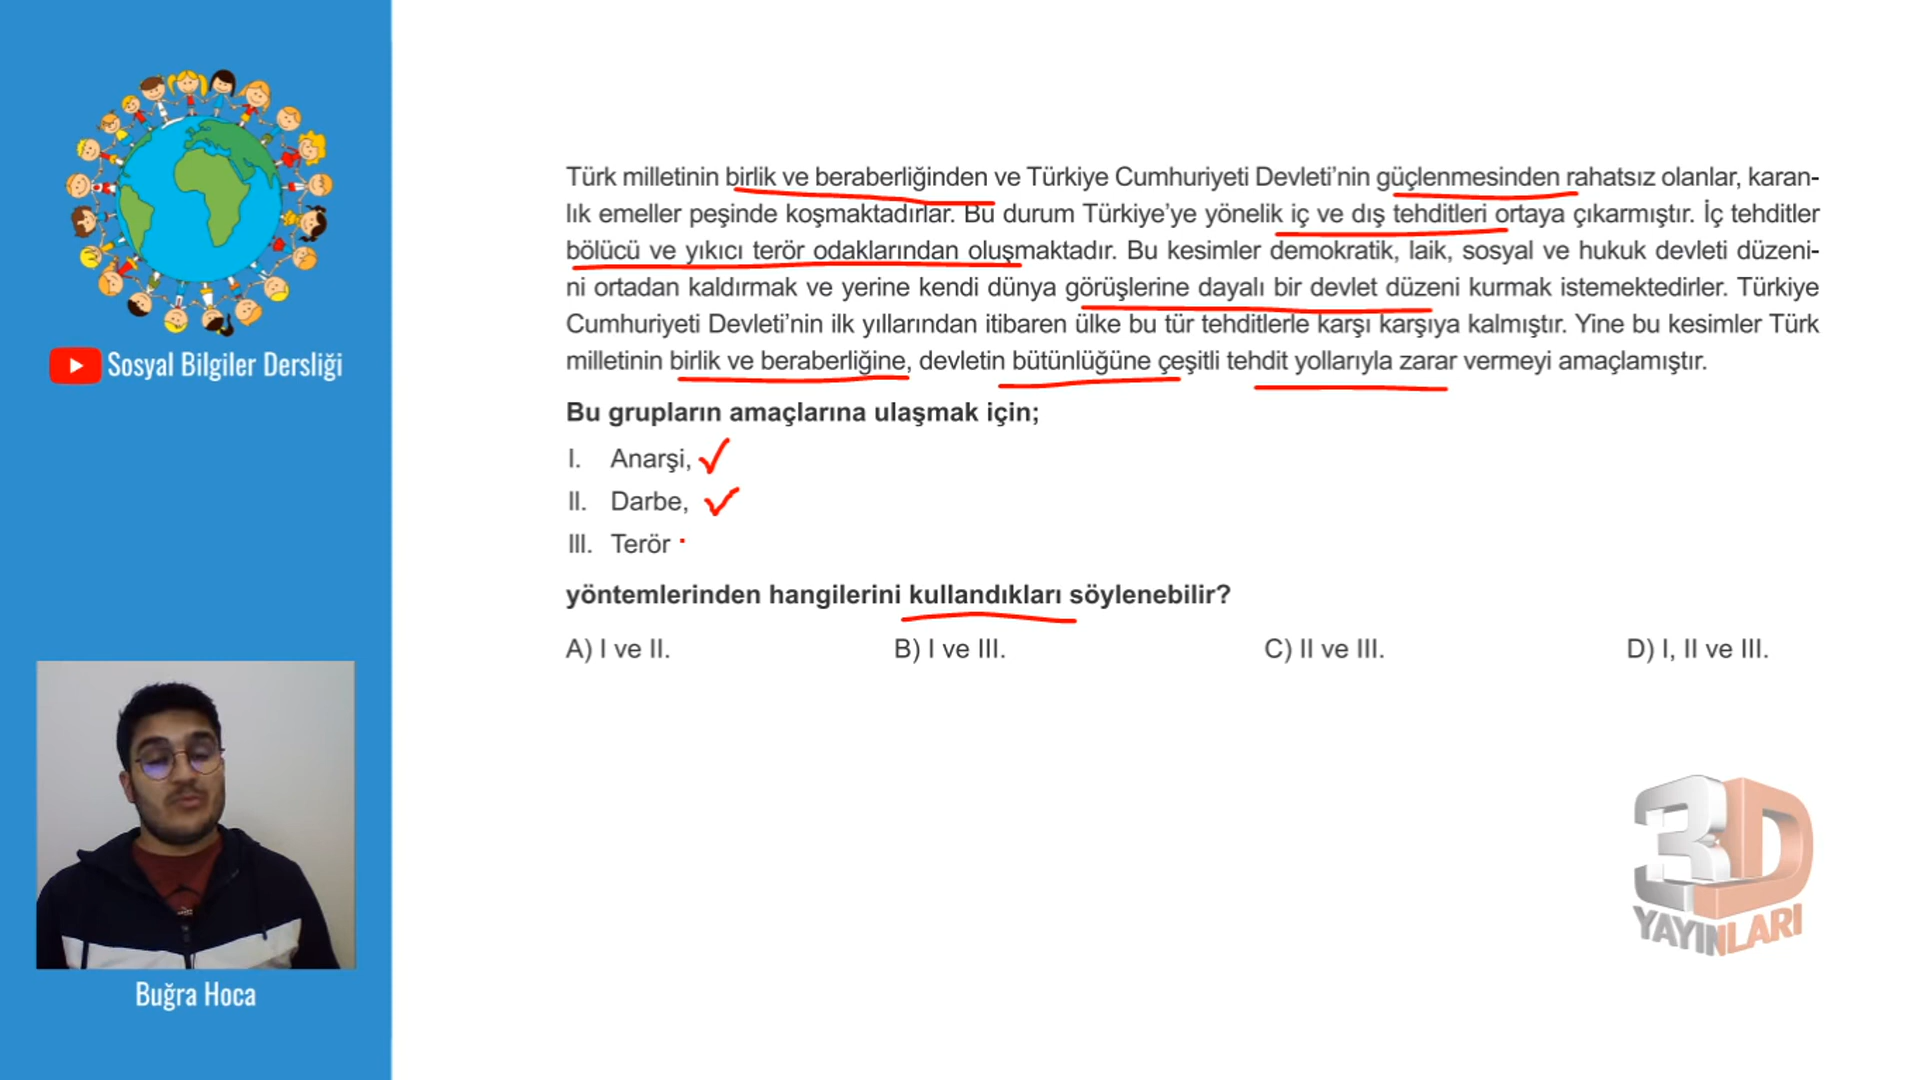 Türk milletinin birlik ve beraberliğinden ve Türkiye Cumhuriyeti Devleti’nin güçlenmesinden rahatsız olanlar, karan-
lık emeller peşinde koşmaktadırlar. Bu durum Türkiye’ye yönelik iç ve dış tehditleri ortaya çıkarmıştır. İç tehditler
bölücü ve yıkıcı terör odaklarından oluşmaktadır. Bu kesimler demokratik, laik, sosyal ve hukuk devleti düzeni-
ni ortadan kaldırmak ve yerine kendi dünya görüşlerine dayalı bir devlet düzeni kurmak istemektedirler. Türkiye
Cumhuriyeti Devleti’nin ilk yıllarından itibaren ülke bu tür tehditlerle karşı karşıya kalmıştır. Yine bu kesimler Türk
milletinin birlik ve beraberliğine, devletin bütünlüğüne çeşitli tehdit yollarıyla zarar vermeyi amaçlamıştır.
Bu grupların amaçlarına ulaşmak için;
I. Anarşi,
II. Darbe,
III. Terör
yöntemlerinden hangilerini kullandıkları söylenebilir?
A) I ve II.
B) I ve III.
C) II ve III.
D) I, II ve III.
Sosyal Bilgiler Dersliği
Buğra Hoca
3D
YAYINLARI